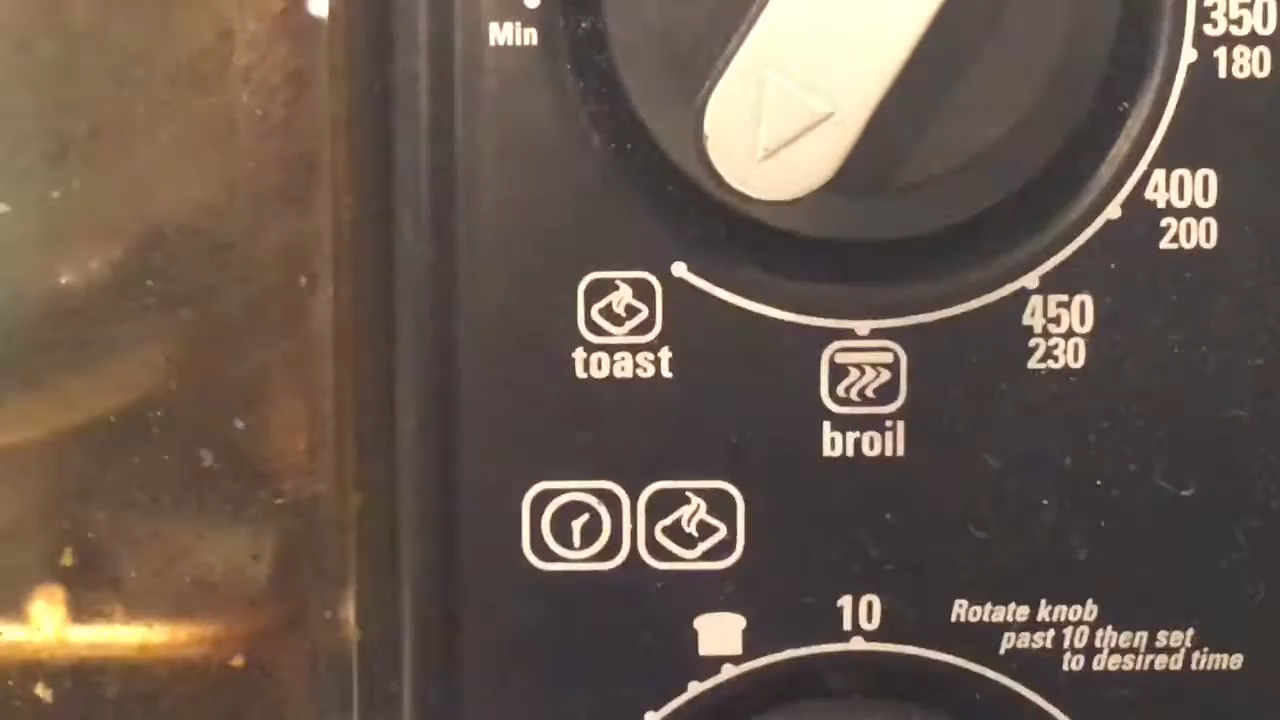 Min
350
180
400
200
450
230
toast
broil
10
Rotate knob
past 10 then set
to desired time